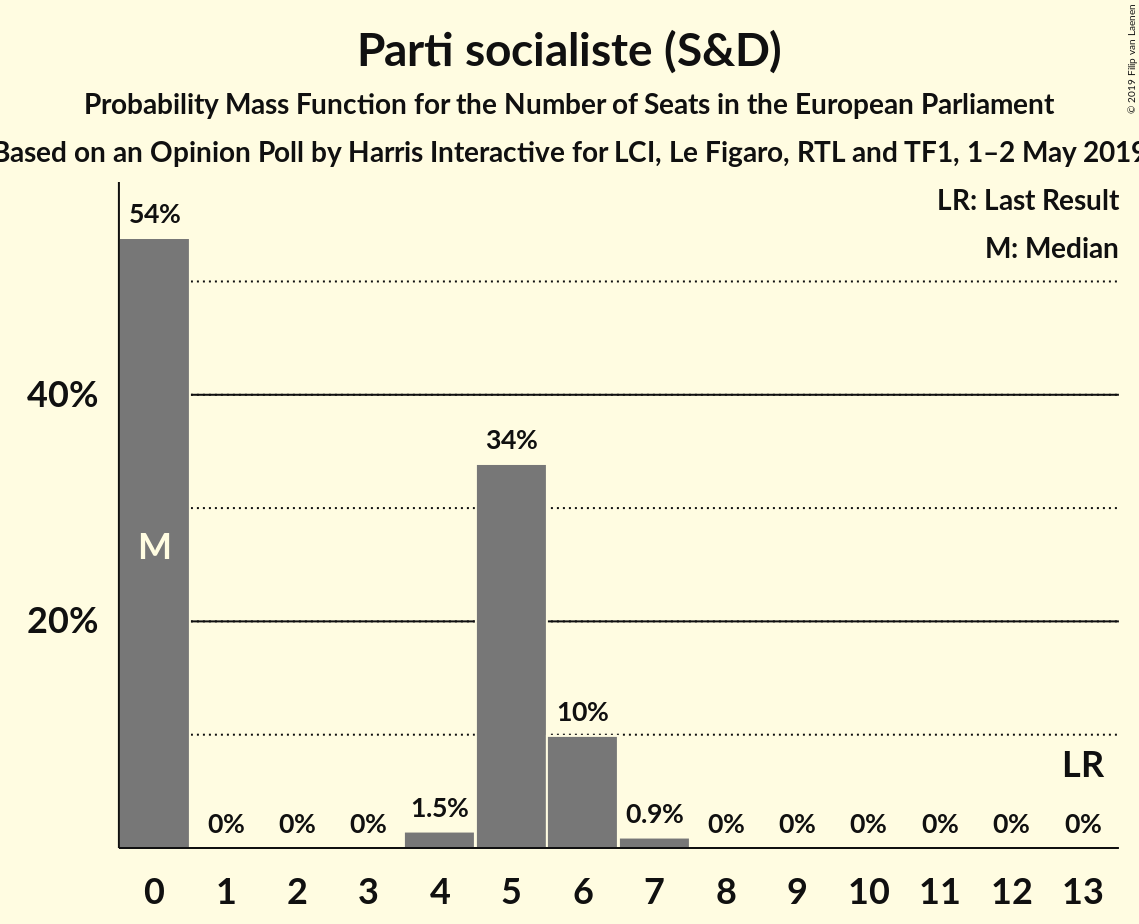 Parti socialiste (S&D)
Probability Mass Function for the Number of Seats in the European Parliament
Based on an Opinion Poll by Harris Interactive for LCI, Le Figaro, RTL and TF1, 1–2 May 2019
© 2019 Filip van Laenen
LR: Last Result
M: Median
54%
40%
34%
M
20%
10%
LR
1.5%
0.9%
0% 0% 0% 0% 0% 0% 0% 0% 0%
0 1 2 3 4 5 6 7 8 9 10 11 12 13